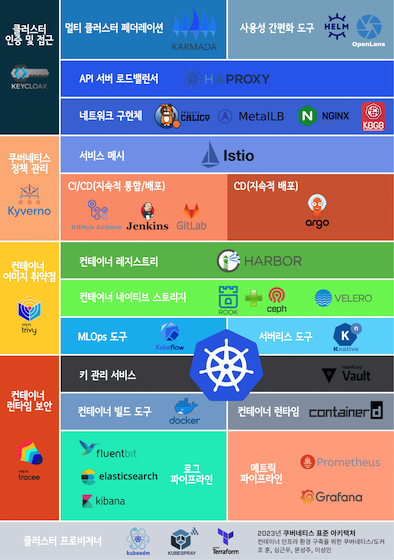 클러스터
인증 및 접근
KEYCLOAK
멀티 클러스터 페더레이션
KARMADA
사용성 간편화 도구
HELM
OpenLens
API 서버 로드밸런서
HAPROXY
네트워크 구현체
CALICO
MetalLB
NGINX
K8GB
쿠버네티스
정책 관리
Kyverno
서비스 메시
Istio
CI/CD(지속적 통합/배포)
GitHub Actions
Jenkins
GitLab
CD(지속적 배포)
argo
컨테이너
이미지 취약점
aqua
trivy
컨테이너 레지스트리
HARBOR
컨테이너 네이티브 스토리지
ROOK
ceph
VELERO
MLOps 도구
Kubeflow
서버리스 도구
Kn
Knative
컨테이너
런타임 보안
aqua
tracee
키 관리 서비스
HashiCorp
Vault
컨테이너 빌드 도구
docker
컨테이너 런타임
containerd
fluentbit
elasticsearch
kibana
로그
파이프라인
메트릭
파이프라인
Prometheus
Grafana
클러스터 프로비저너
kubeadm
KUBESPRAY
HashiCorp
Terraform
2023년 쿠버네티스 표준 아키텍처
컨테이너 인프라 환경 구축을 위한 쿠버네티스/도커
조 훈, 심근우, 문성주, 이성민